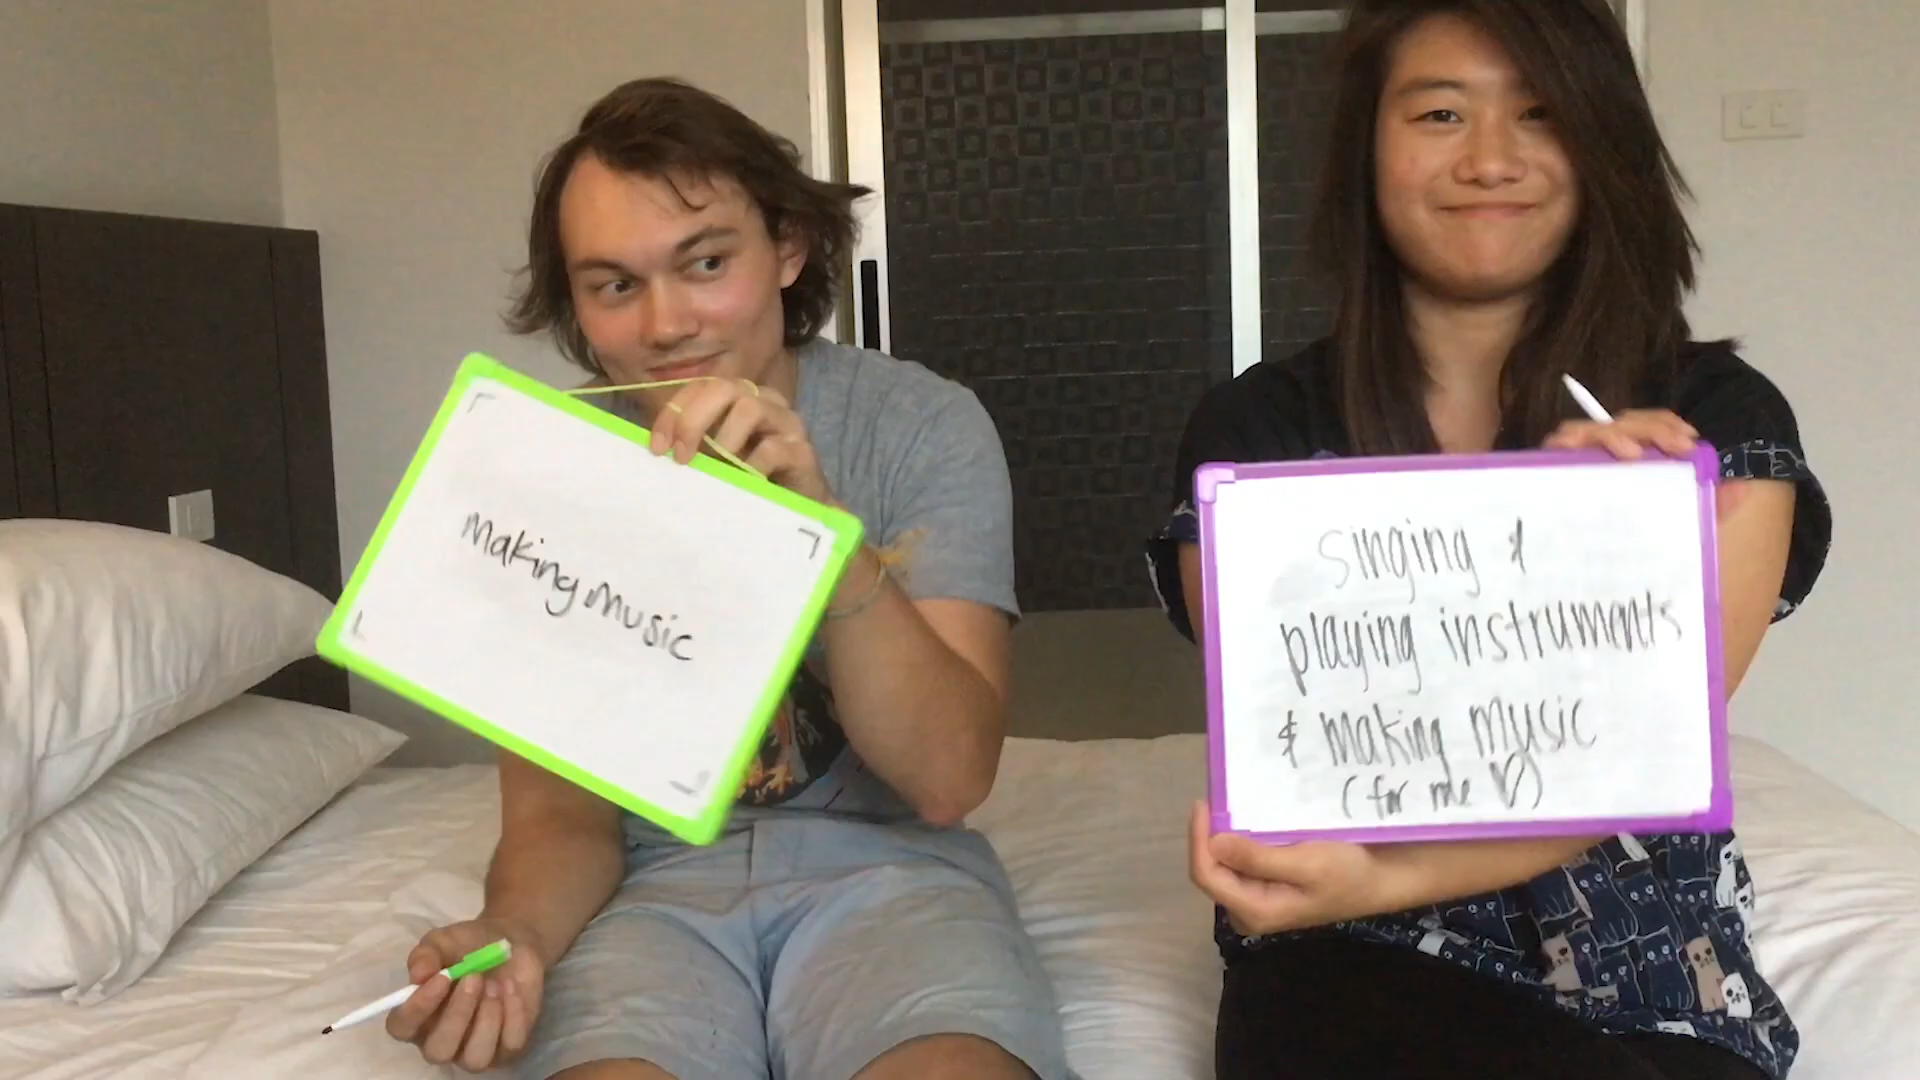 Making Music
Singing &
playing instruments
& making music
(for me ♡)